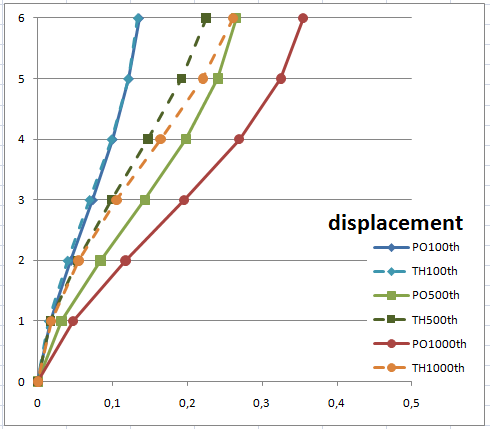 6
5
4
3
2
1
0
0 0,1 0,2 0,3 0,4 0,5
displacement
PO100th
TH100th
PO500th
TH500th
PO1000th
TH1000th